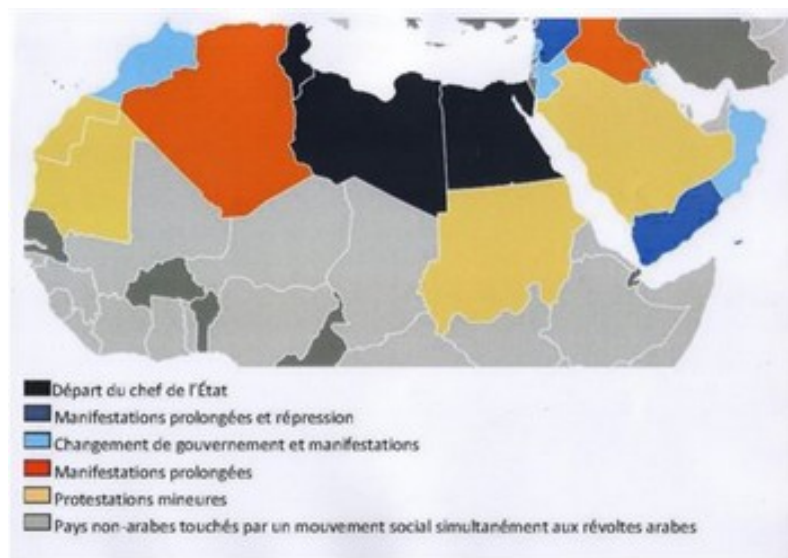 Départ du chef de l'État
Manifestations prolongées et répression
Changement de gouvernement et manifestations
Manifestations prolongées
Protestations mineures
Pays non-arabes touchés par un mouvement social simultanément aux révoltes arabes